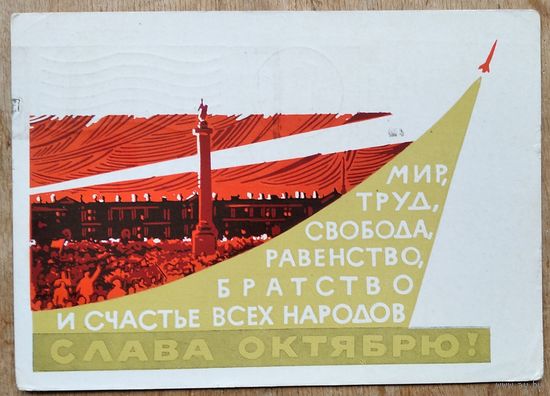 МИР,
ТРУД,
СВОБОДА,
РАВЕНСТВО,
БРАТСТВО
И СЧАСТЬЕ ВСЕХ НАРОДОВ
СЛАВА ОКТЯБРЮ!